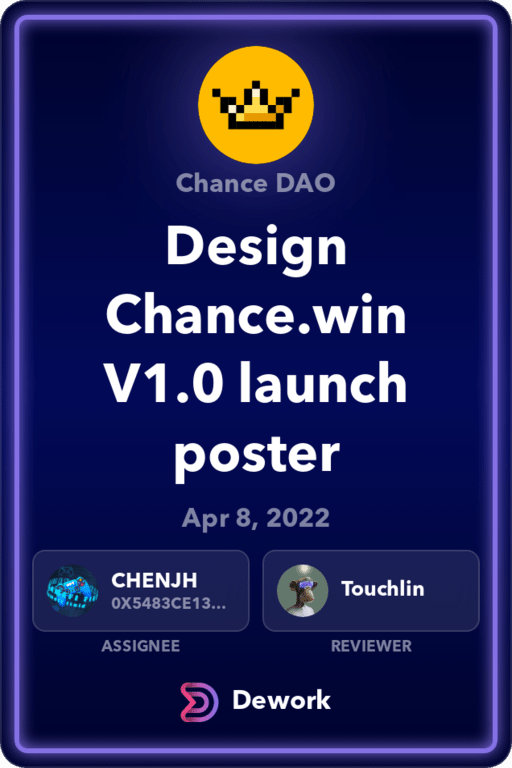 Chance DAO
Design
Chance.win
V1.0 launch
poster
Apr 8, 2022
CHENJH
0X5483CE13...
ASSIGNEE
Touchlin
REVIEWER
Dework